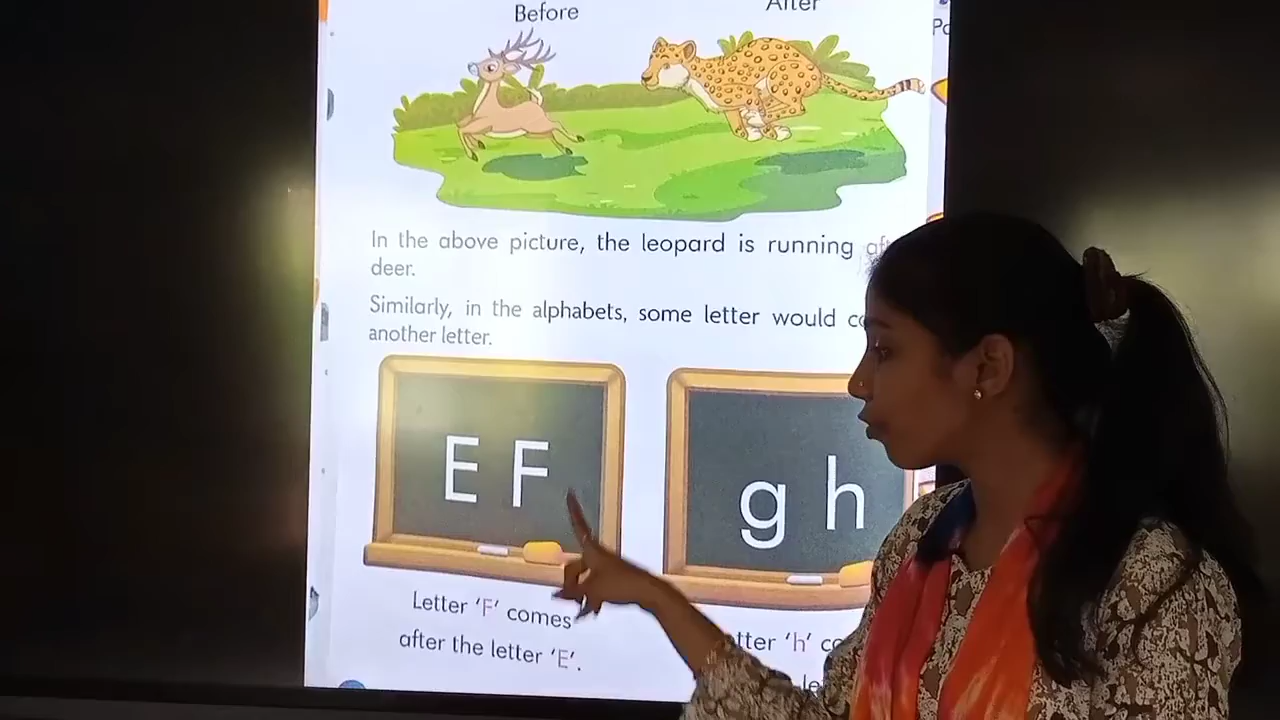 Before
After
In the above picture, the leopard is running
deer.
Similarly, in the alphabets, some letter would
another letter.
E F
g h
Letter 'F' comes
after the letter 'E'.
'h'